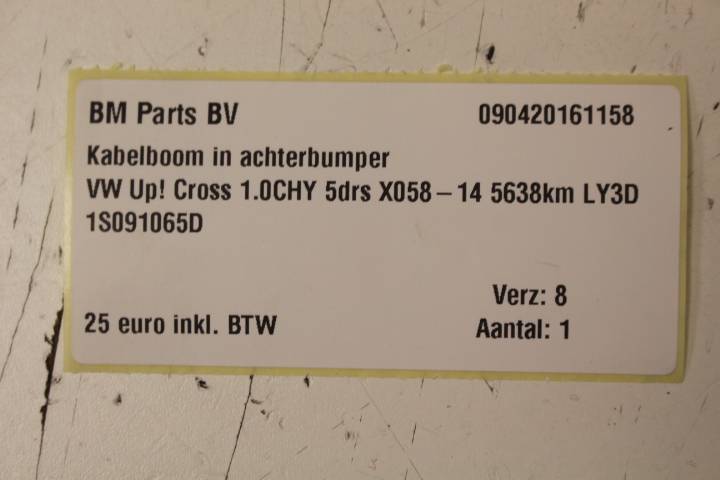 BM Parts BV 090420161158
Kabelboom in achterbumper
VW Up! Cross 1.0CHY 5drs X058-14 5638km LY3D
1S091065D
Verz: 8
25 euro inkl. BTW Aantal: 1